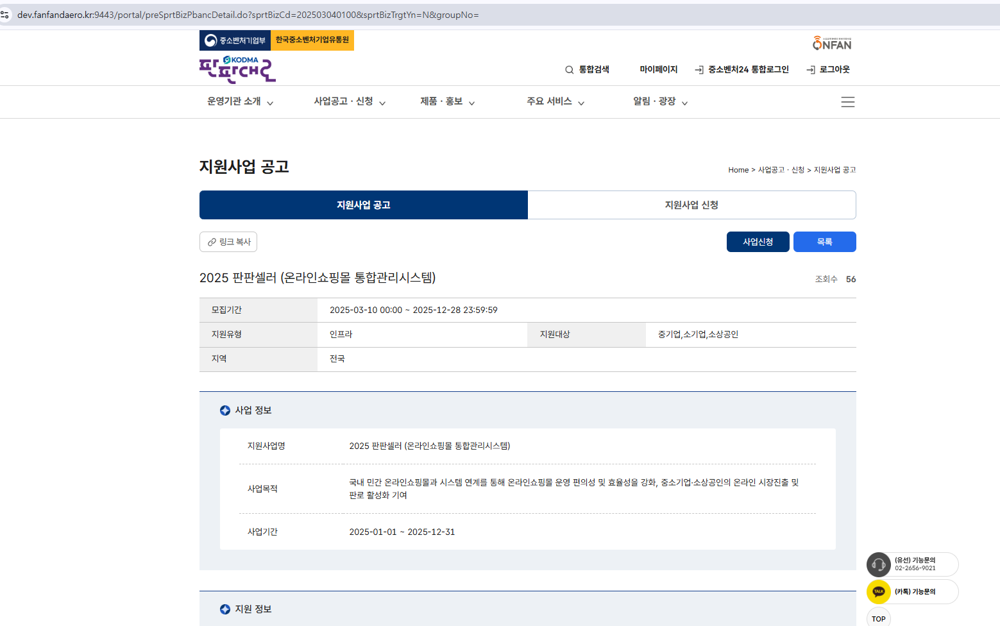 dev.fanfandaero.kr:9443/portal/preSprtBizPbancDetail.do?sprtBizCd=202503040100&sprtBizTrgtYn=N&groupNo=
중소벤처기업부 한국중소벤처기업유통원
ONFAN
KODMA
판판대로
통합검색 마이페이지 중소벤처24 통합로그인 로그아웃
운영기관 소개 사업공고 · 신청 제품 · 홍보 주요 서비스 알림 · 광장
지원사업 공고
Home > 사업공고 · 신청 > 지원사업 공고
지원사업 공고 지원사업 신청
링크 복사 사업신청 목록
2025 판판셀러 (온라인쇼핑몰 통합관리시스템) 조회수 56
모집기간 2025-03-10 00:00 ~ 2025-12-28 23:59:59
지원유형 인프라 지원대상 중기업,소기업,소상공인
지역 전국
사업 정보
지원사업명 2025 판판셀러 (온라인쇼핑몰 통합관리시스템)
사업목적 국내 민간 온라인쇼핑몰과 시스템 연계를 통해 온라인쇼핑몰 운영 편의성 및 효율성을 강화, 중소기업·소상공인의 온라인 시장진출 및
판로 활성화 기여
사업기간 2025-01-01 ~ 2025-12-31
(유선) 기능문의
02-2656-9021
TALK (카톡) 기능문의
지원 정보
TOP